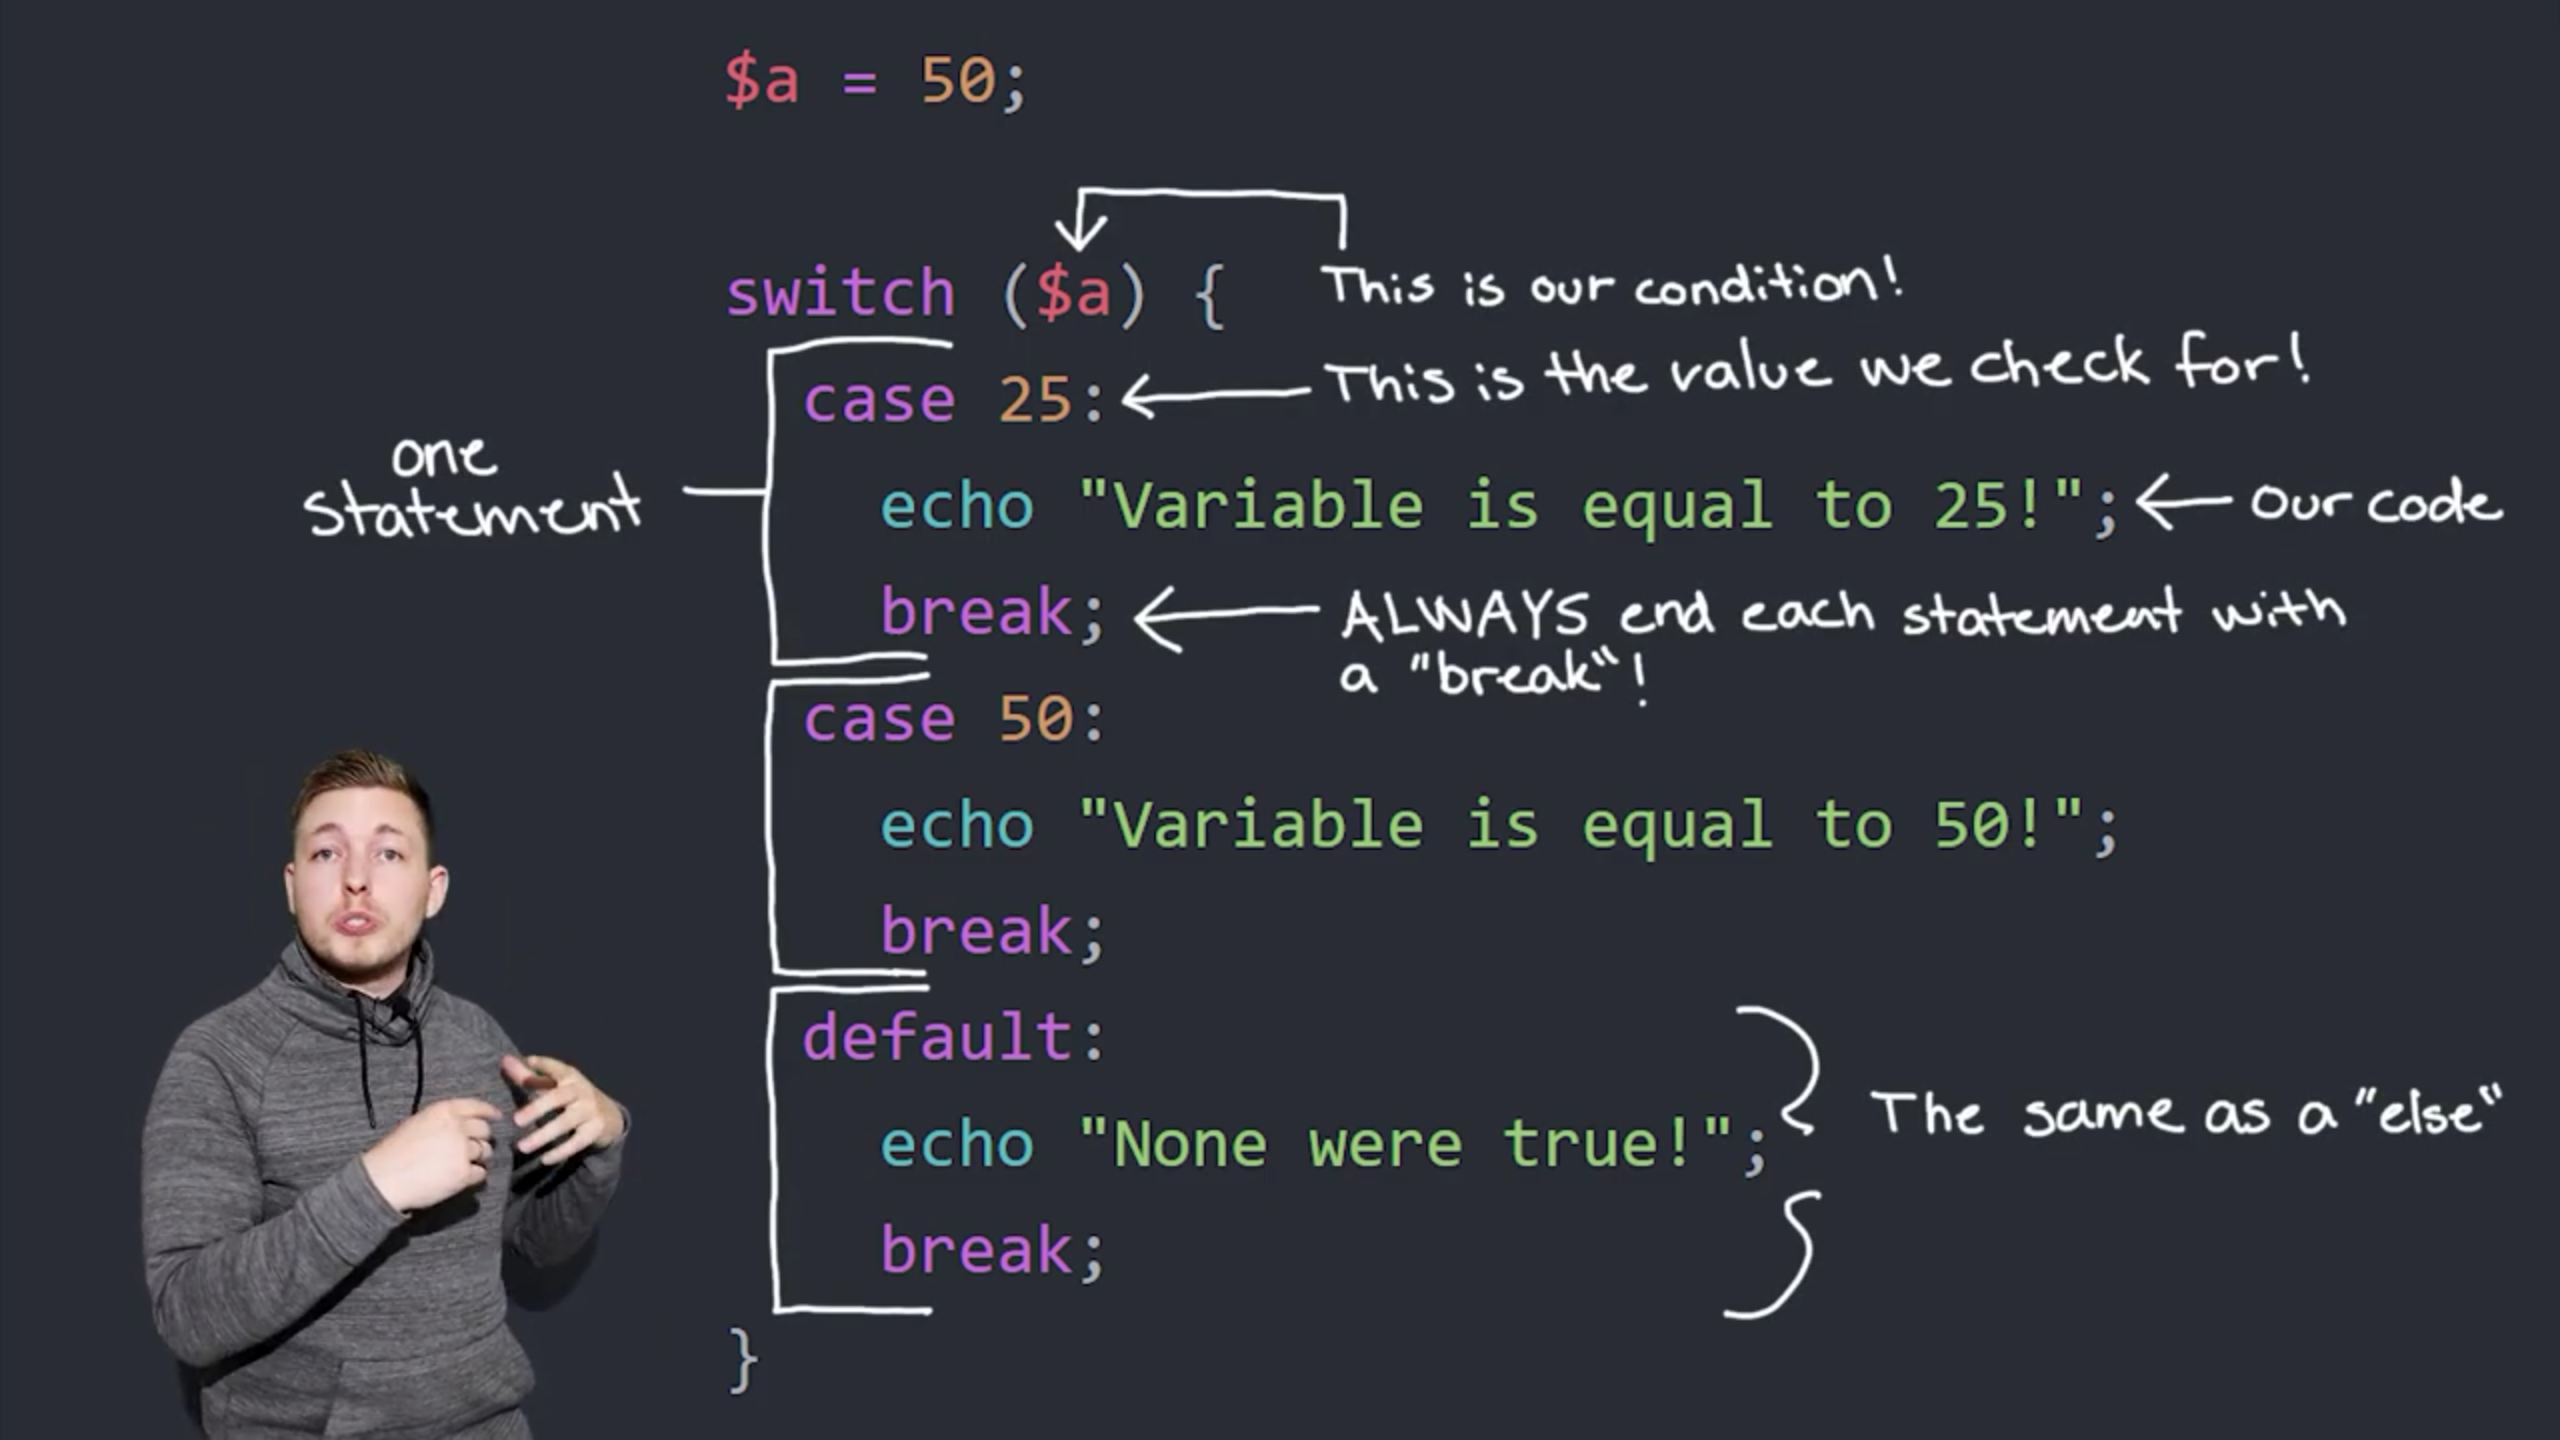 $a = 50;
switch ($a) { This is our condition!
case 25: This is the value we check for!
one
statement
echo "Variable is equal to 25!"; our code
break; ALWAYS end each statement with
a "break"!
case 50:
echo "Variable is equal to 50!";
break;
default:
echo "None were true!"; The same as a "else"
break;
}